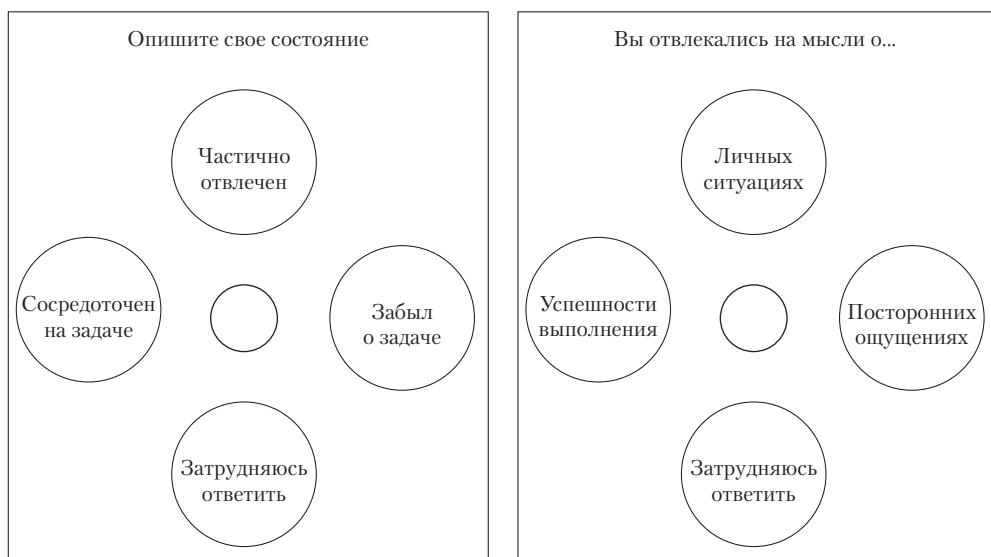 Опишите свое состояние
Частично
отвлечен
Сосредоточен
на задаче
Забыл
о задаче
Затрудняюсь
ответить
Вы отвлекались на мысли о...
Личных
ситуациях
Успешности
выполнения
Посторонних
ощущениях
Затрудняюсь
ответить